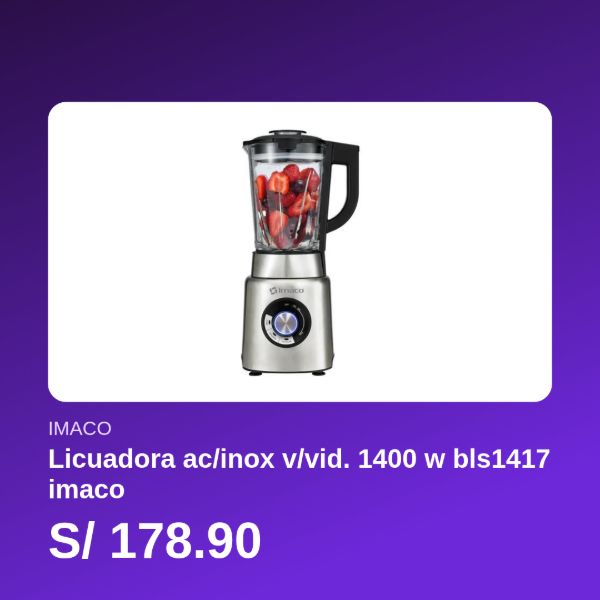 imaco
IMACO
Licuadora ac/inox v/vid. 1400 w bls1417
imaco
S/ 178.90